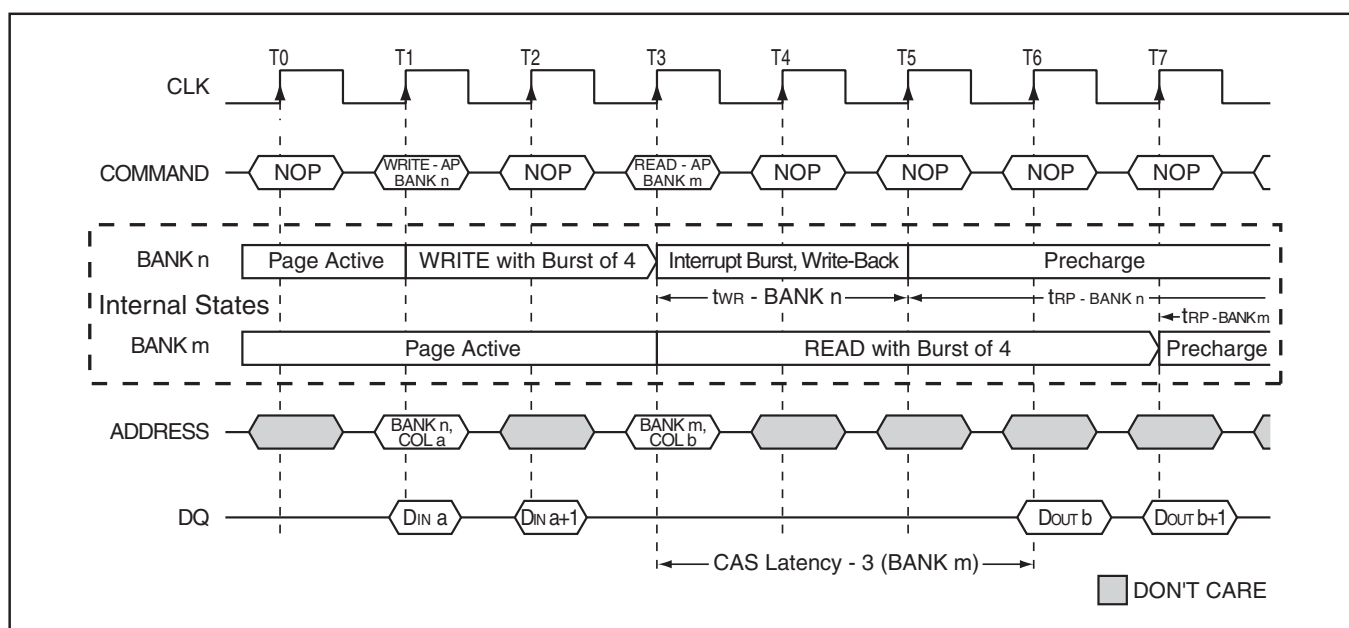 T0 T1 T2 T3 T4 T5 T6 T7
CLK
COMMAND NOP WRITE - AP NOP READ - AP NOP NOP NOP NOP
BANK n BANK m
BANK n Page Active WRITE with Burst of 4 Interrupt Burst, Write-Back Precharge
tWR - BANK n tRP - BANK n
Internal States
tRP - BANK m
BANK m Page Active READ with Burst of 4 Precharge
ADDRESS BANK n, BANK m,
COL a COL b
DQ DIN a DIN a+1 DOUT b DOUT b+1
CAS Latency - 3 (BANK m)
DON'T CARE